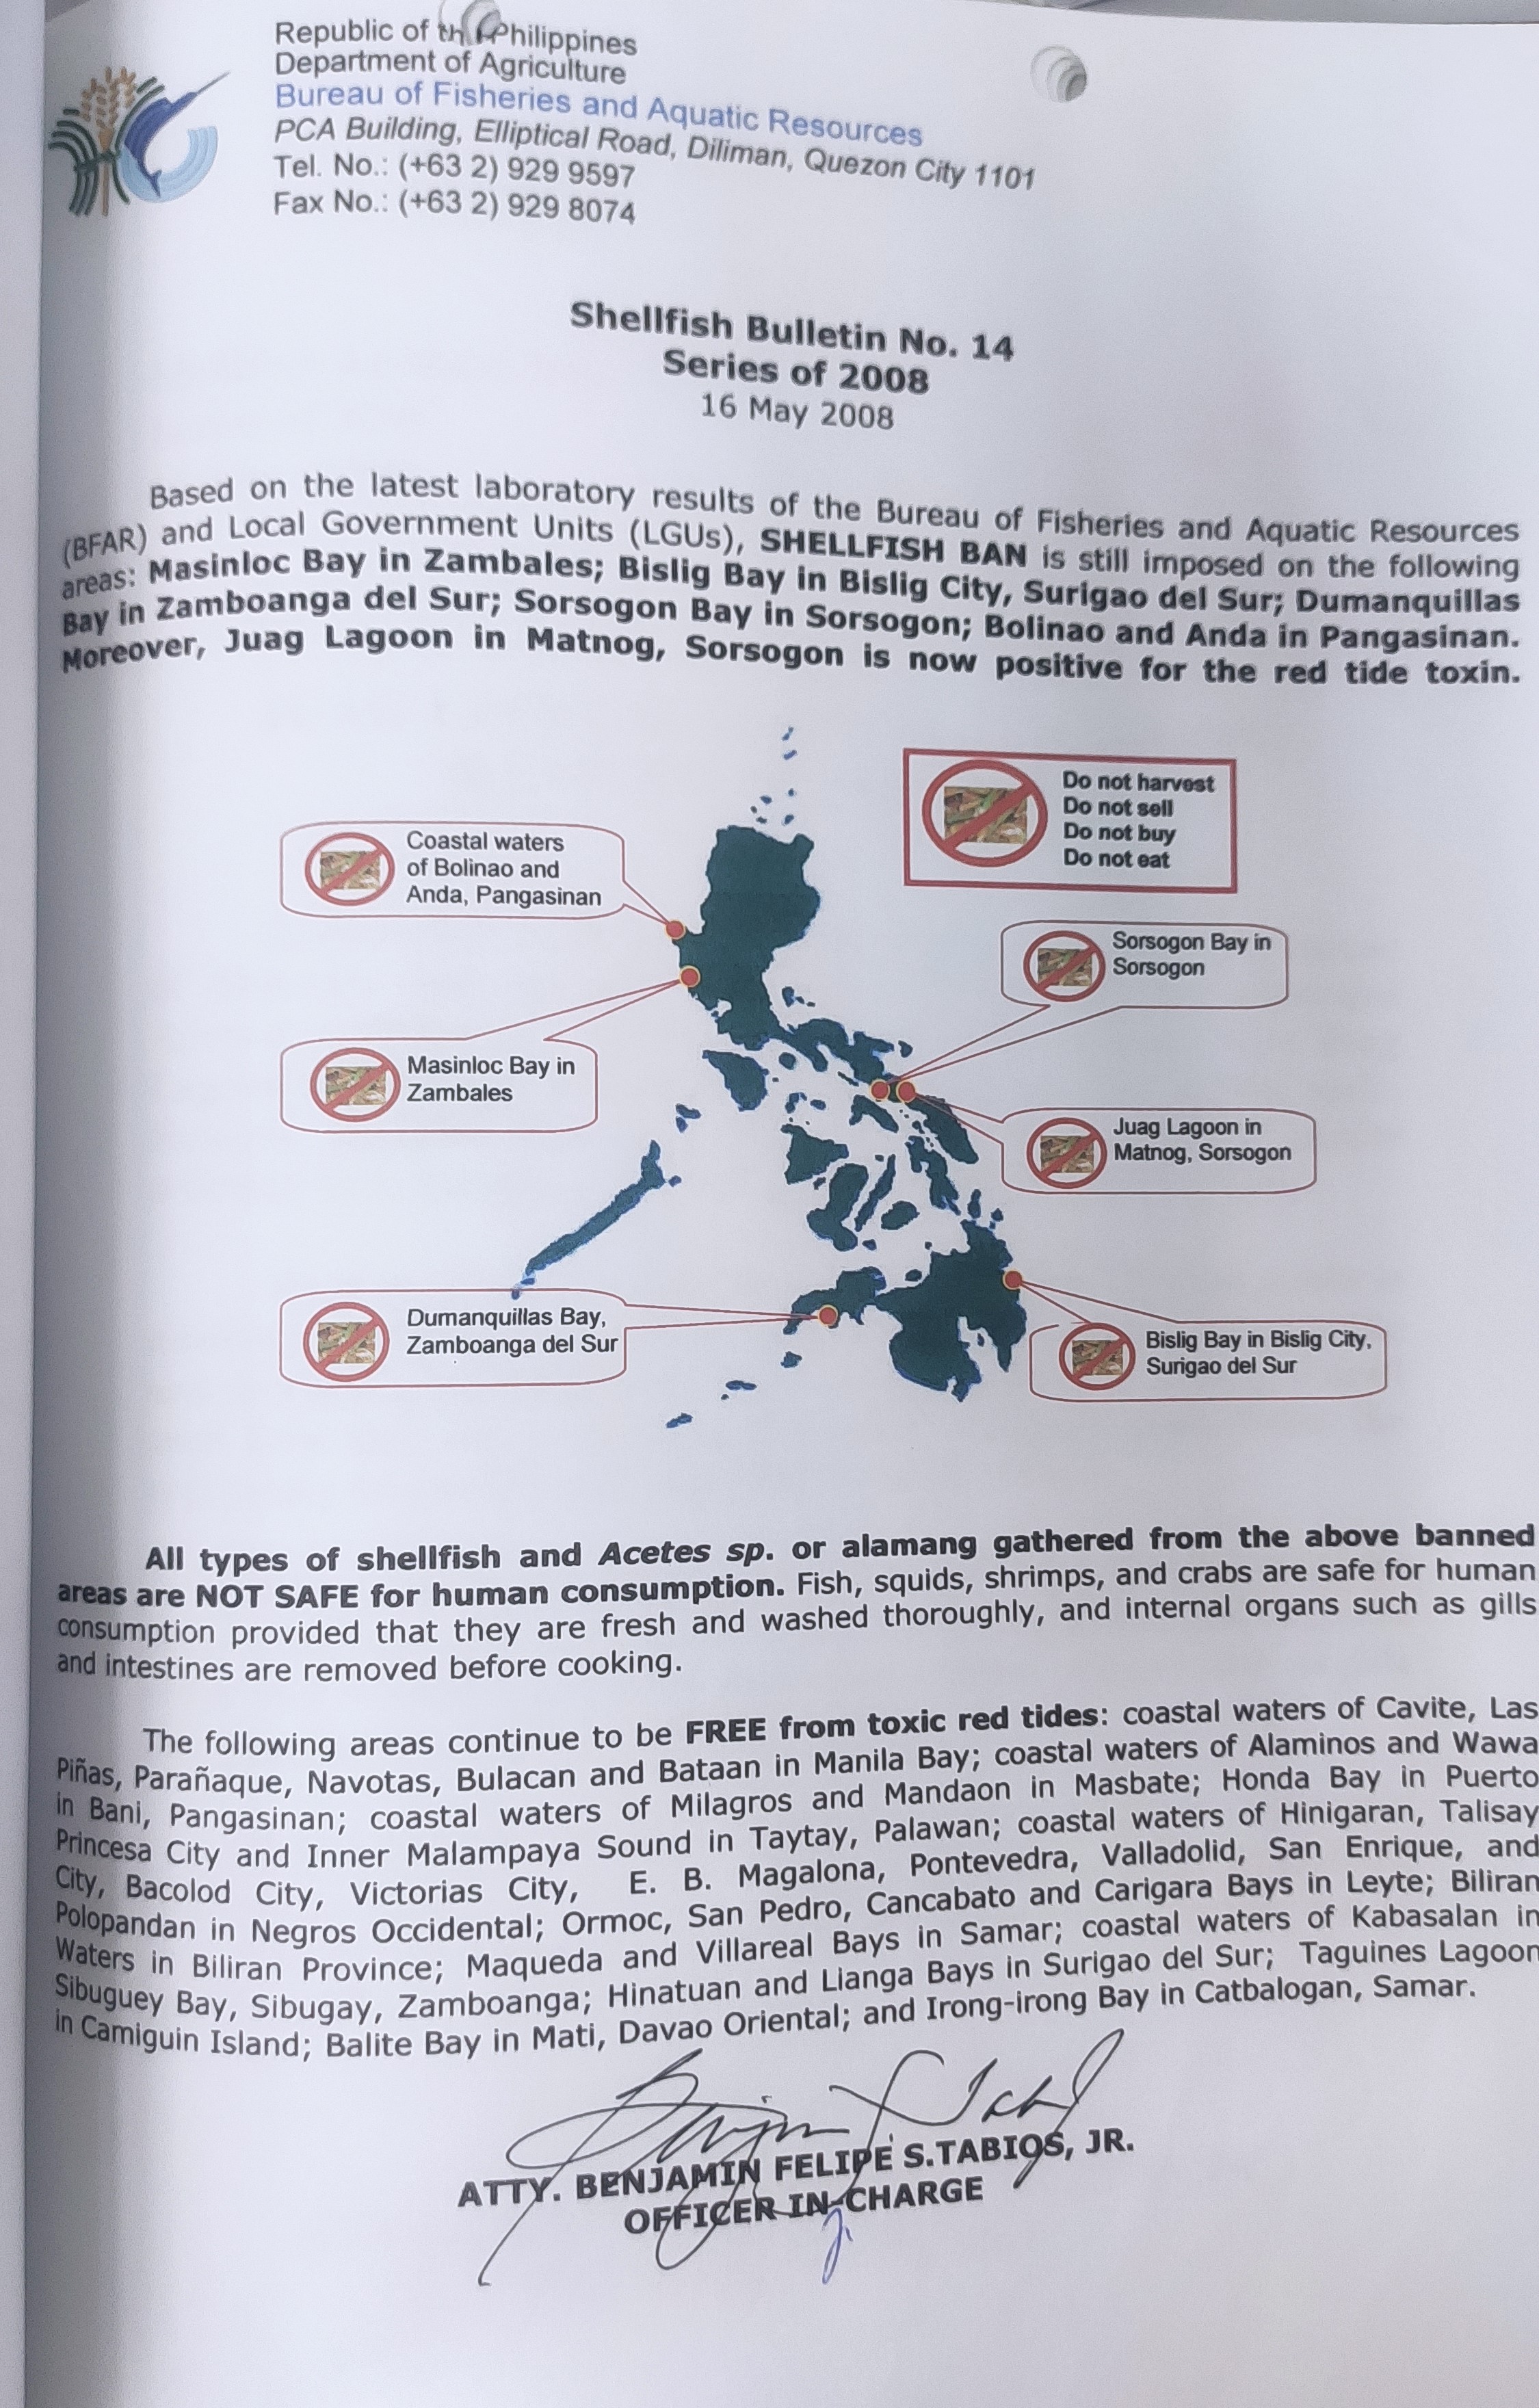 Republic of th Philippines
Department of Agriculture
Bureau of Fisheries and Aquatic Resources
PCA Building, Elliptical Road, Diliman, Quezon City 1101
Tel. No.: (+63 2) 929 9597
Fax No.: (+63 2) 929 8074
Shellfish Bulletin No. 14
Series of 2008
16 May 2008
Based on the latest laboratory results of the Bureau of Fisheries and Aquatic Resources
(BFAR) and Local Government Units (LGUs), SHELLFISH BAN is still imposed on the following
areas: Masinloc Bay in Zambales; Bislig Bay in Bislig City, Surigao del Sur; Dumanquillas
Bay in Zamboanga del Sur; Sorsogon Bay in Sorsogon; Bolinao and Anda in Pangasinan.
Moreover, Juag Lagoon in Matnog, Sorsogon is now positive for the red tide toxin.
Do not harvest
Do not sell
Do not buy
Do not eat
Coastal waters
of Bolinao and
Anda, Pangasinan
Sorsogon Bay in
Sorsogon
Masinloc Bay in
Zambales
Juag Lagoon in
Matnog, Sorsogon
Dumanquillas Bay,
Zamboanga del Sur
Bislig Bay in Bislig City,
Surigao del Sur
All types of shellfish and Acetes sp. or alamang gathered from the above banned
areas are NOT SAFE for human consumption. Fish, squids, shrimps, and crabs are safe for human
consumption provided that they are fresh and washed thoroughly, and internal organs such as gills
and intestines are removed before cooking.
The following areas continue to be FREE from toxic red tides: coastal waters of Cavite, Las
Piñas, Parañaque, Navotas, Bulacan and Bataan in Manila Bay; coastal waters of Alaminos and Wawa
in Bani, Pangasinan; coastal waters of Milagros and Mandaon in Masbate; Honda Bay in Puerto
Princesa City and Inner Malampaya Sound in Taytay, Palawan; coastal waters of Hinigaran, Talisay
City, Bacolod City, Victorias City, E. B. Magalona, Pontevedra, Valladolid, San Enrique, and
Polopandan in Negros Occidental; Ormoc, San Pedro, Cancabato and Carigara Bays in Leyte; Biliran
Waters in Biliran Province; Maqueda and Villareal Bays in Samar; coastal waters of Kabasalan in
Sibuguey Bay, Sibugay, Zamboanga; Hinatuan and Lianga Bays in Surigao del Sur; Taguines Lagoon
in Camiguin Island; Balite Bay in Mati, Davao Oriental; and Irong-irong Bay in Catbalogan, Samar.
ATTY. BENJAMIN FELIPE S.TABIOS, JR.
OFFICER IN-CHARGE